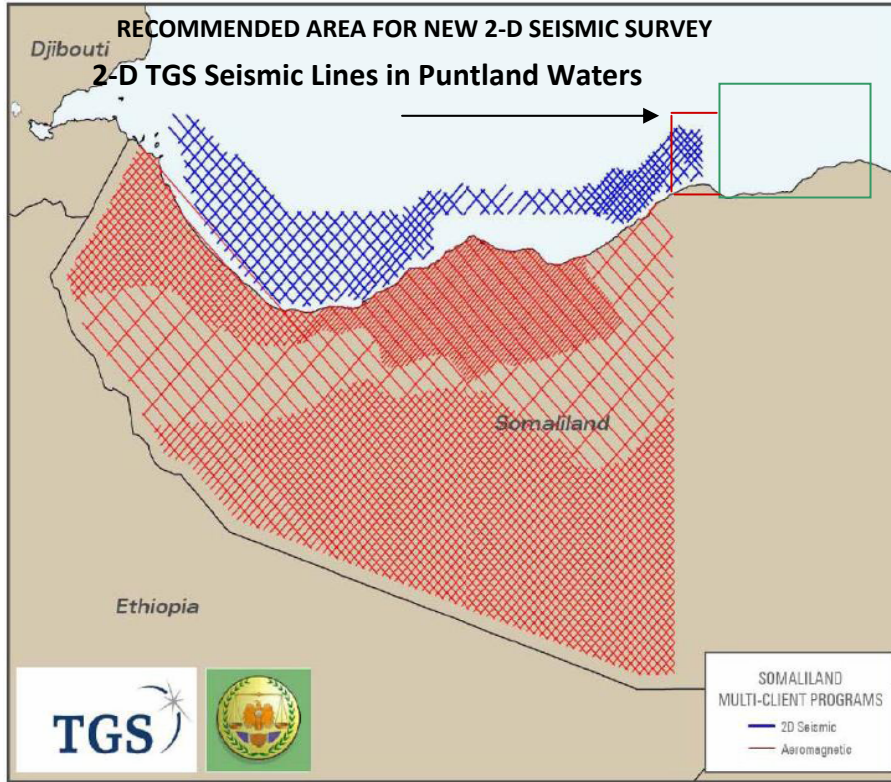 RECOMMENDED AREA FOR NEW 2-D SEISMIC SURVEY
Djibouti
2-D TGS Seismic Lines in Puntland Waters
Somaliland
Ethiopia
TGS
SOMALILAND
MULTI-CLIENT PROGRAMS
2D Seismic
Aeromagnetic